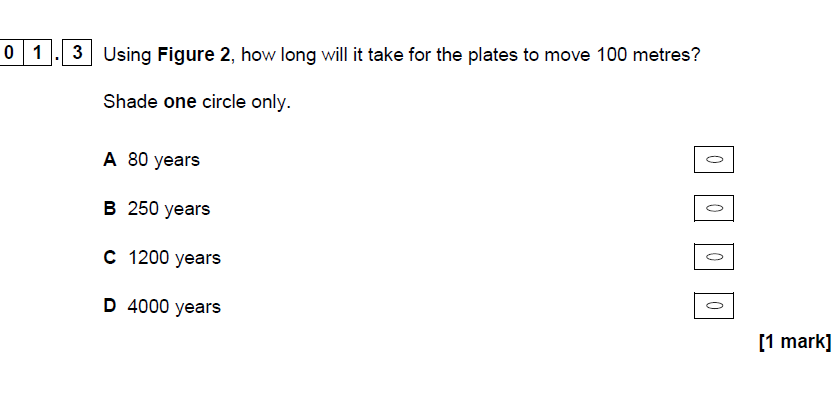 0 1 . 3 Using Figure 2, how long will it take for the plates to move 100 metres?
Shade one circle only.
A 80 years
B 250 years
C 1200 years
D 4000 years
[1 mark]